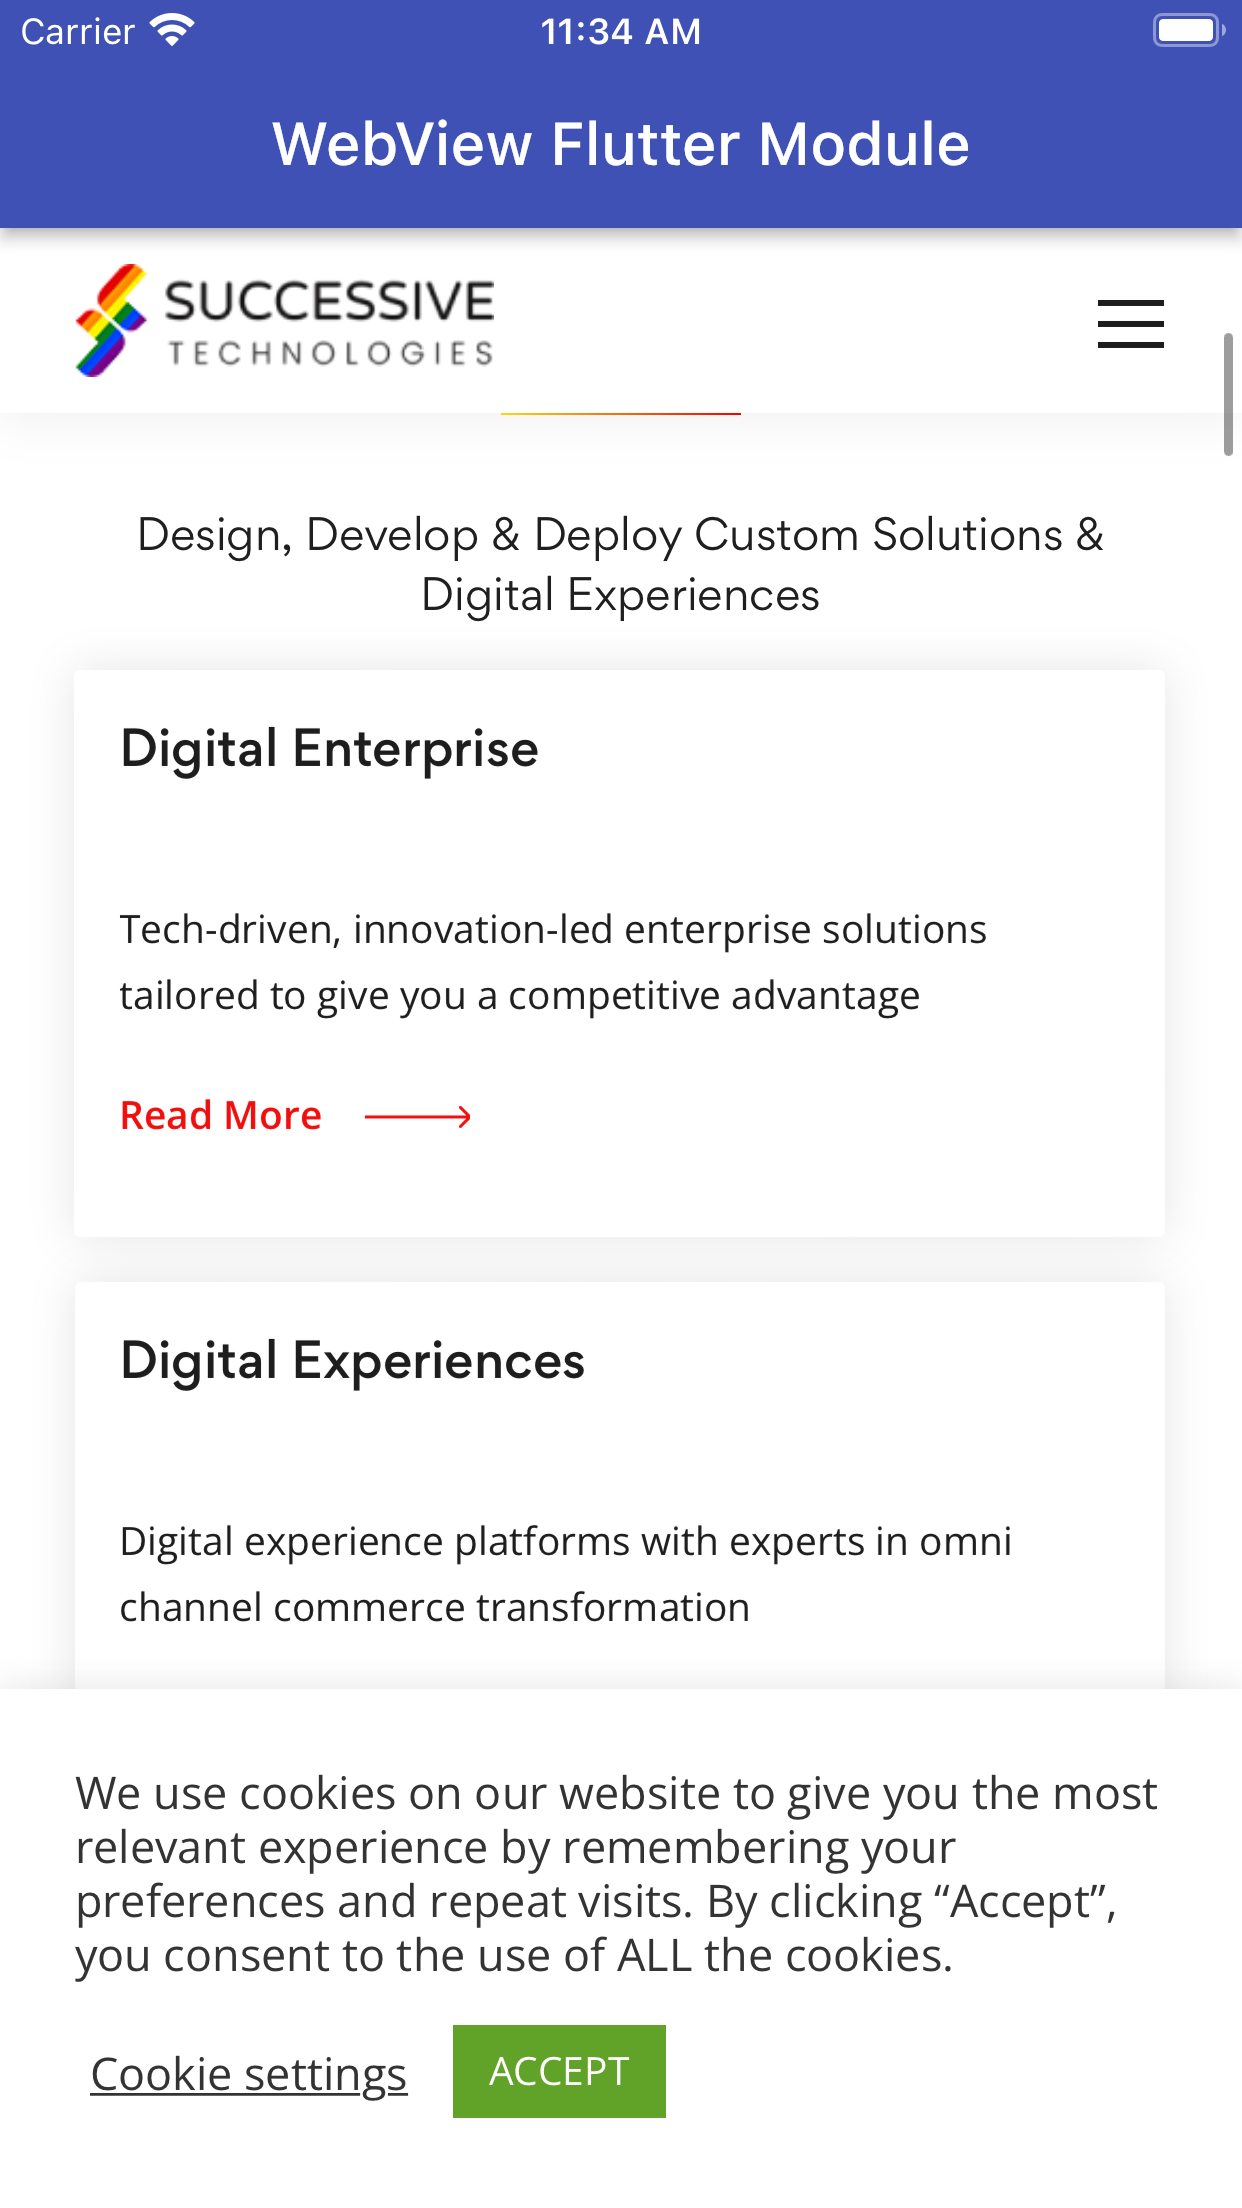 Carrier
11:34 AM
WebView Flutter Module
SUCCESSIVE
TECHNOLOGIES
Design, Develop & Deploy Custom Solutions &
Digital Experiences
Digital Enterprise
Tech-driven, innovation-led enterprise solutions
tailored to give you a competitive advantage
Read More
Digital Experiences
Digital experience platforms with experts in omni
channel commerce transformation
We use cookies on our website to give you the most
relevant experience by remembering your
preferences and repeat visits. By clicking “Accept”,
you consent to the use of ALL the cookies.
Cookie settings
ACCEPT